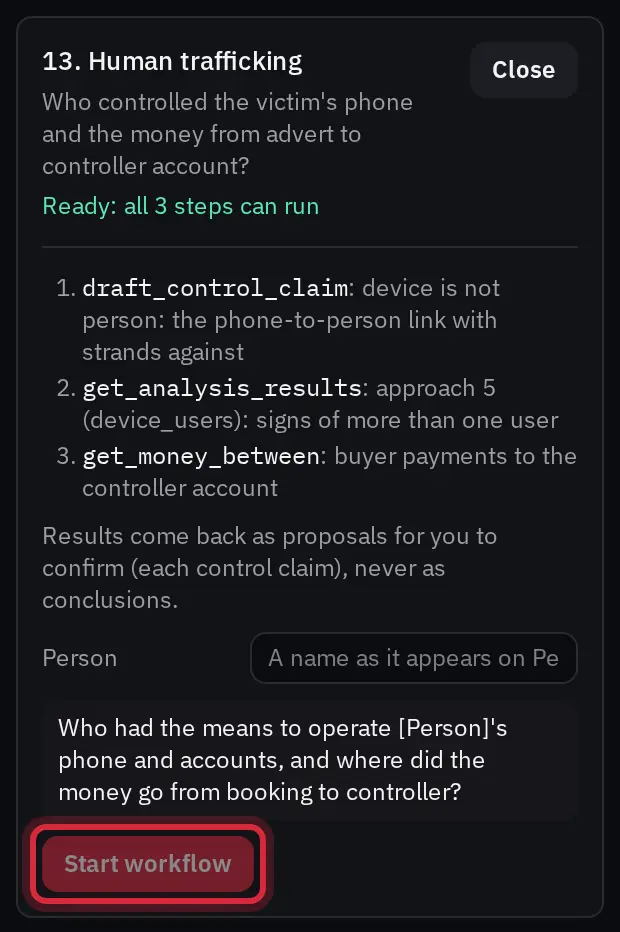 13. Human trafficking
Close
Who controlled the victim's phone
and the money from advert to
controller account?
Ready: all 3 steps can run
1. draft_control_claim: device is not
person: the phone-to-person link with
strands against
2. get_analysis_results: approach 5
(device_users): signs of more than one user
3. get_money_between: buyer payments to the
controller account
Results come back as proposals for you to
confirm (each control claim), never as
conclusions.
Person
A name as it appears on Pe
Who had the means to operate [Person]'s
phone and accounts, and where did the
money go from booking to controller?
Start workflow